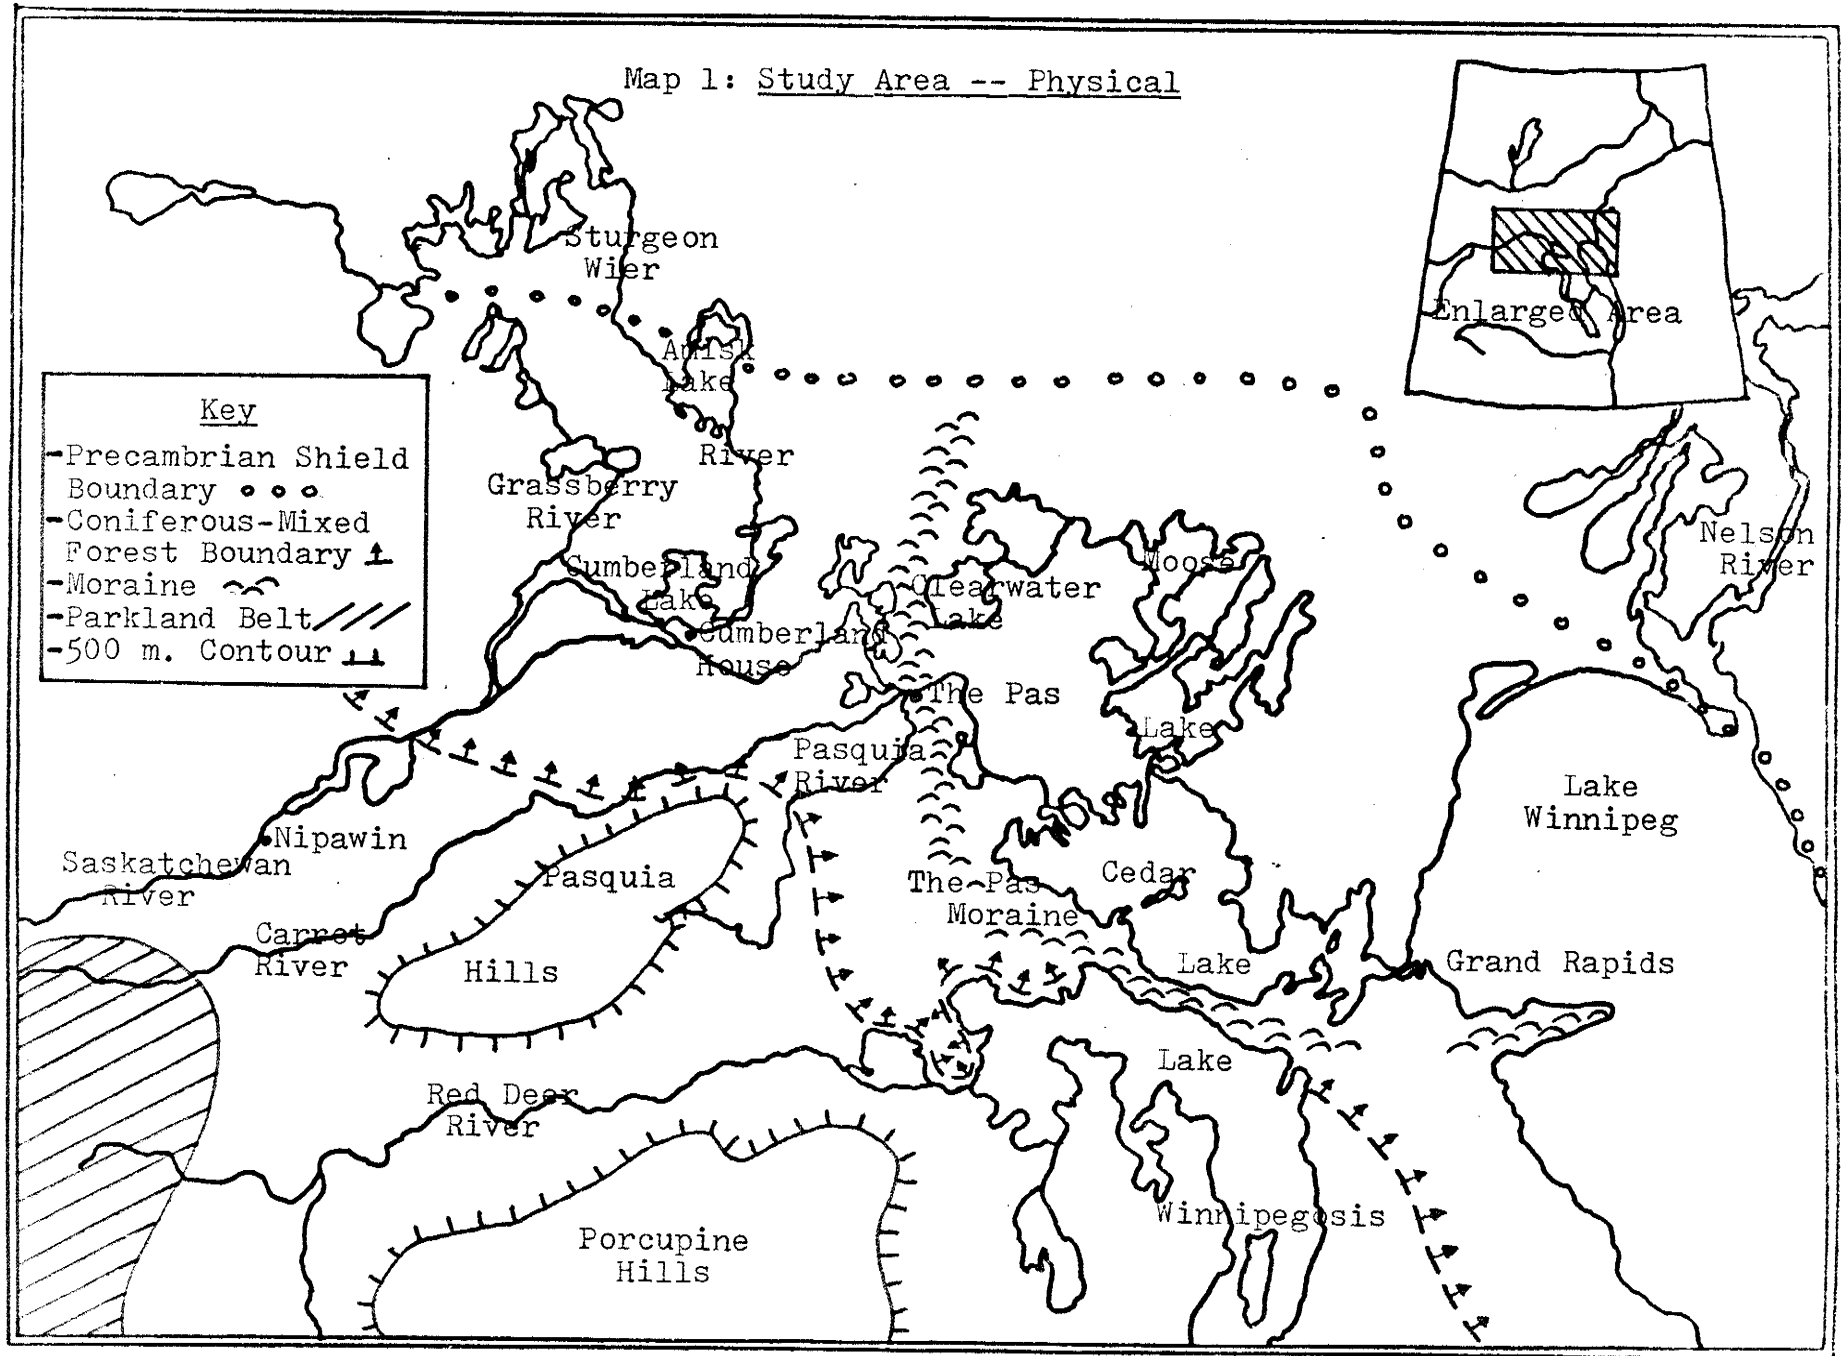 Map 1: Study Area -- Physical
Enlarged Area
Sturgeon
Wier
Amisk
Lake
River
Key
-Precambrian Shield
Boundary
-Coniferous-Mixed
Forest Boundary
-Moraine
-Parkland Belt
-500 m. Contour
Grassberry
River
Cumberland
Lake
Cumberland
House
Clearwater
Lake
Moose
Lake
Nelson
River
The Pas
Pasquia
River
Lake
Winnipeg
Nipawin
Saskatchewan
River
Carrot
River
Pasquia
Hills
The Pas
Moraine
Cedar
Lake
Grand Rapids
Red Deer
River
Lake
Winnipegosis
Porcupine
Hills